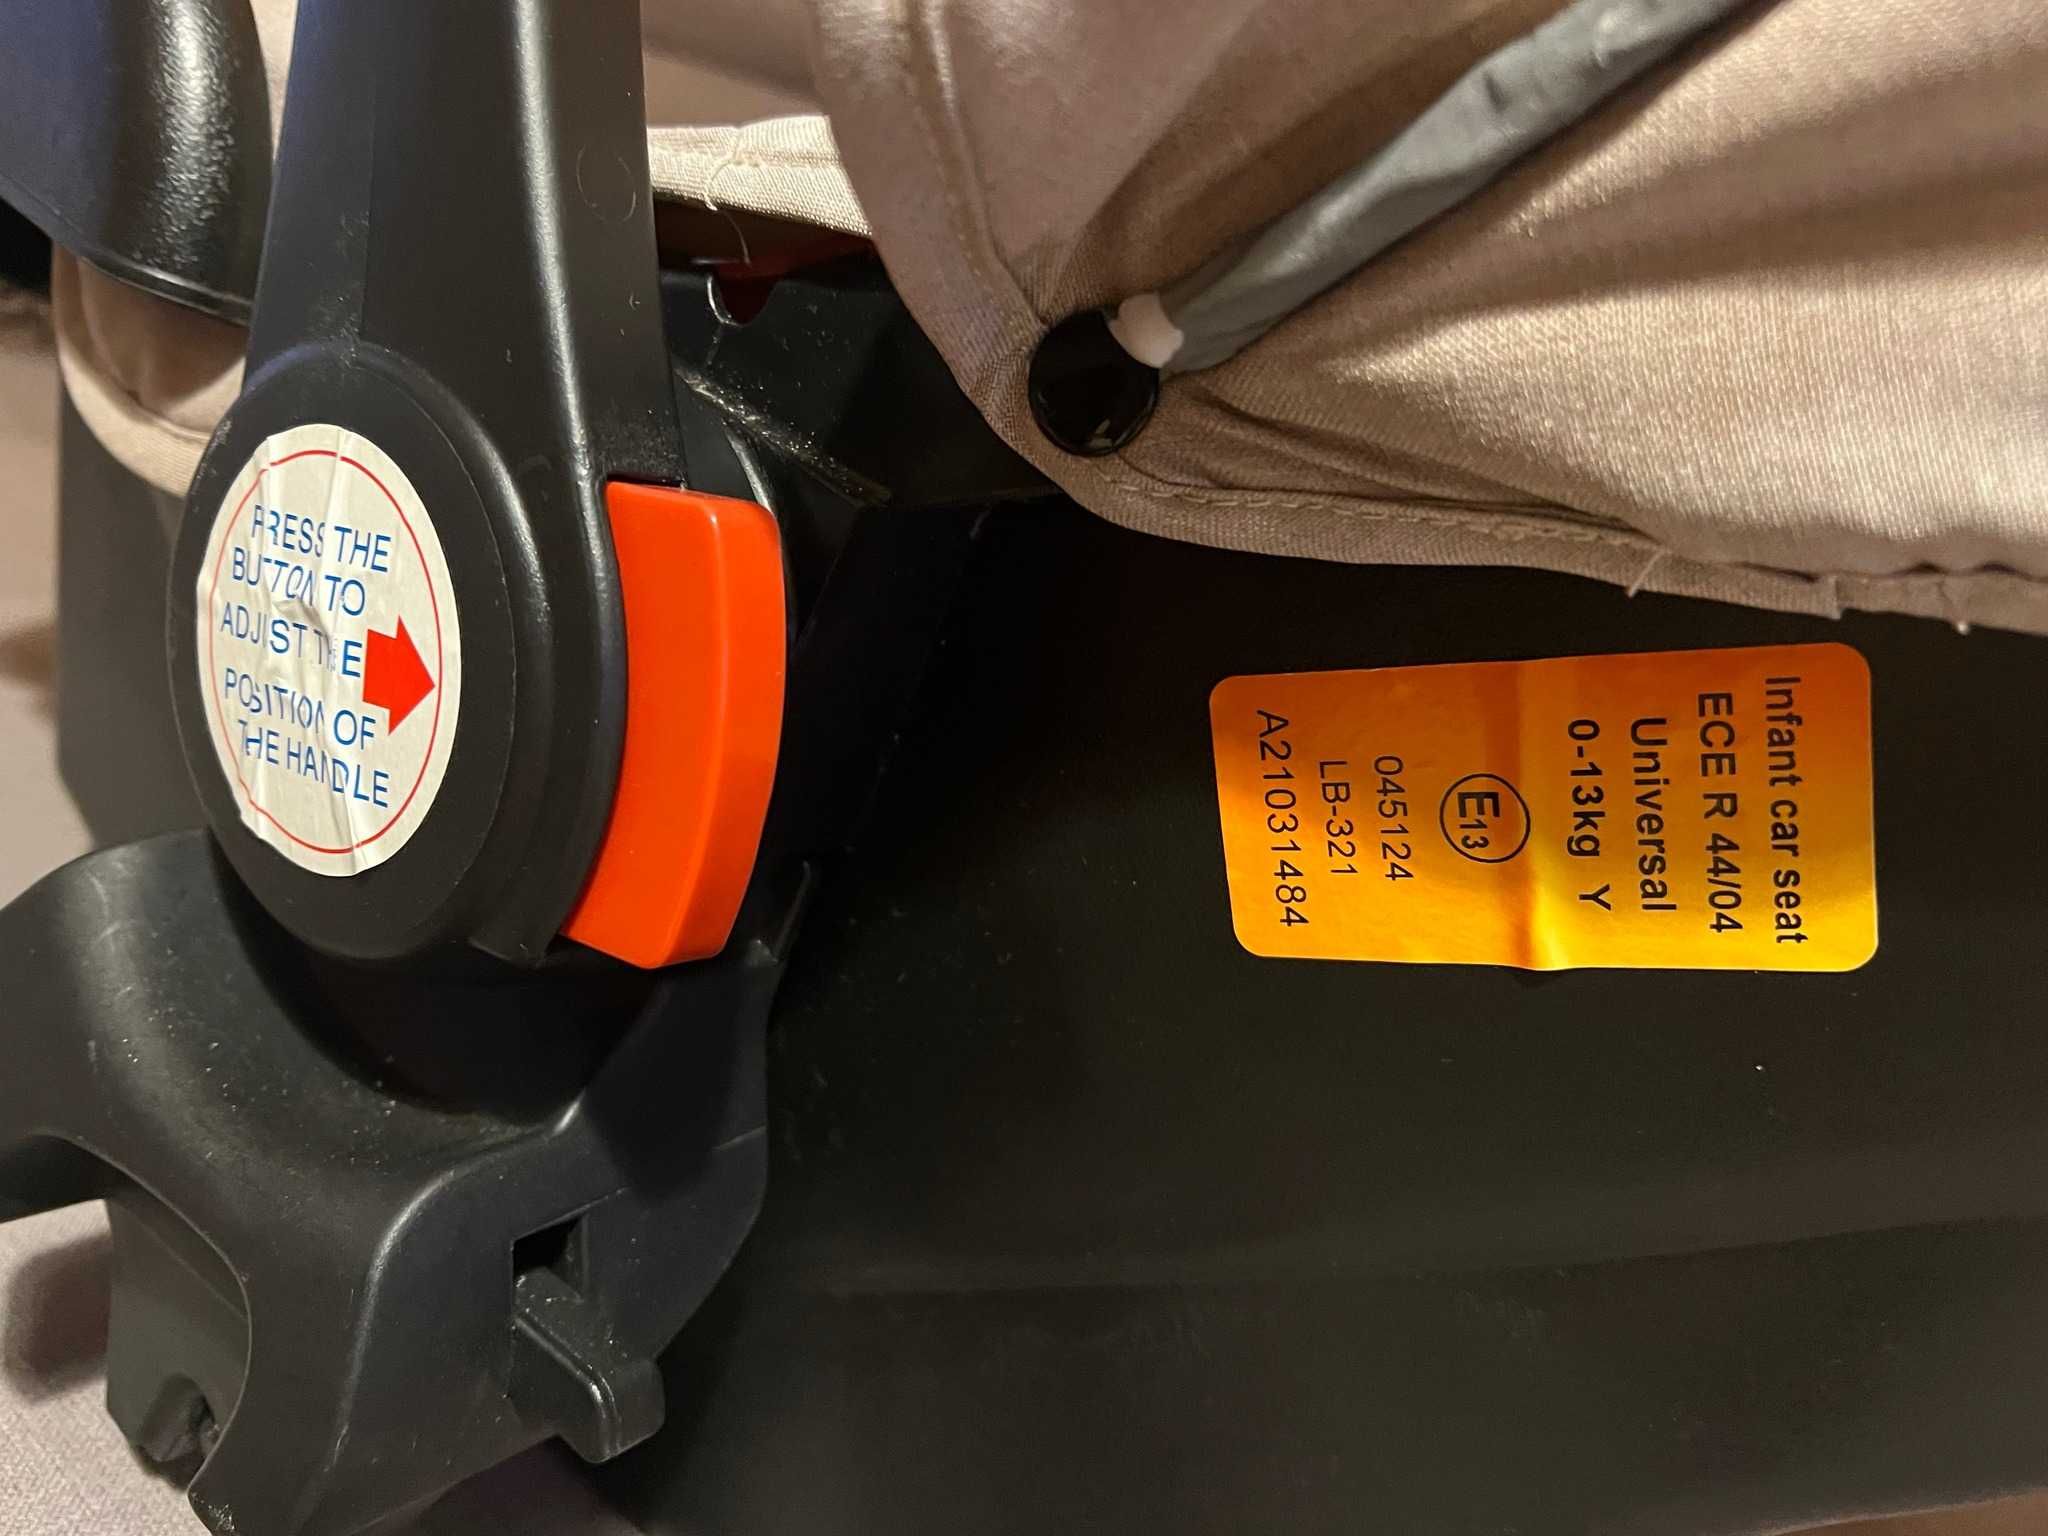 PRESS THE
BUTTON TO
ADJUST THE
POSITION OF
THE HANDLE
Infant car seat
ECE R 44/04
Universal
0-13kg Y
E13
045124
LB-321
A21031484